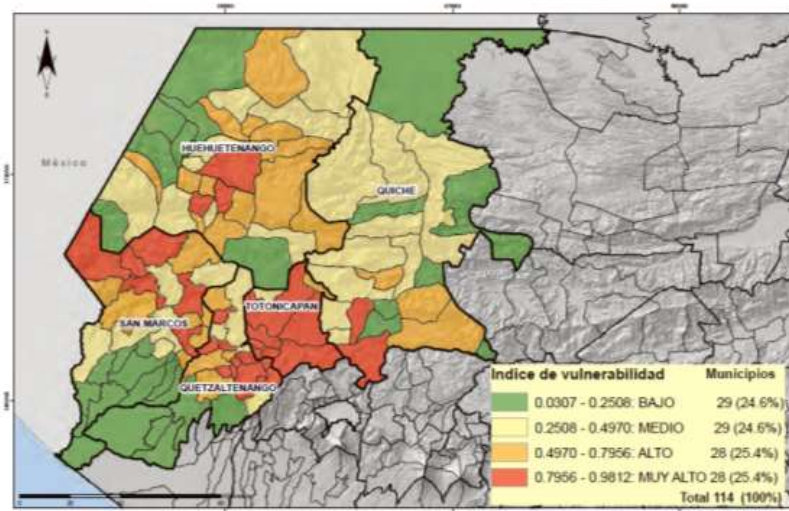 N
México
HUEHUETENANGO
QUICHÉ
TOTONICAPÁN
SAN MARCOS
QUETZALTENANGO
Indice de vulnerabilidad Municipios
0.0307 - 0.2508: BAJO 29 (24.6%)
0.2508 - 0.4970: MEDIO 29 (24.6%)
0.4970 - 0.7956: ALTO 28 (25.4%)
0.7956 - 0.9812: MUY ALTO 28 (25.4%)
Total 114 (100%)